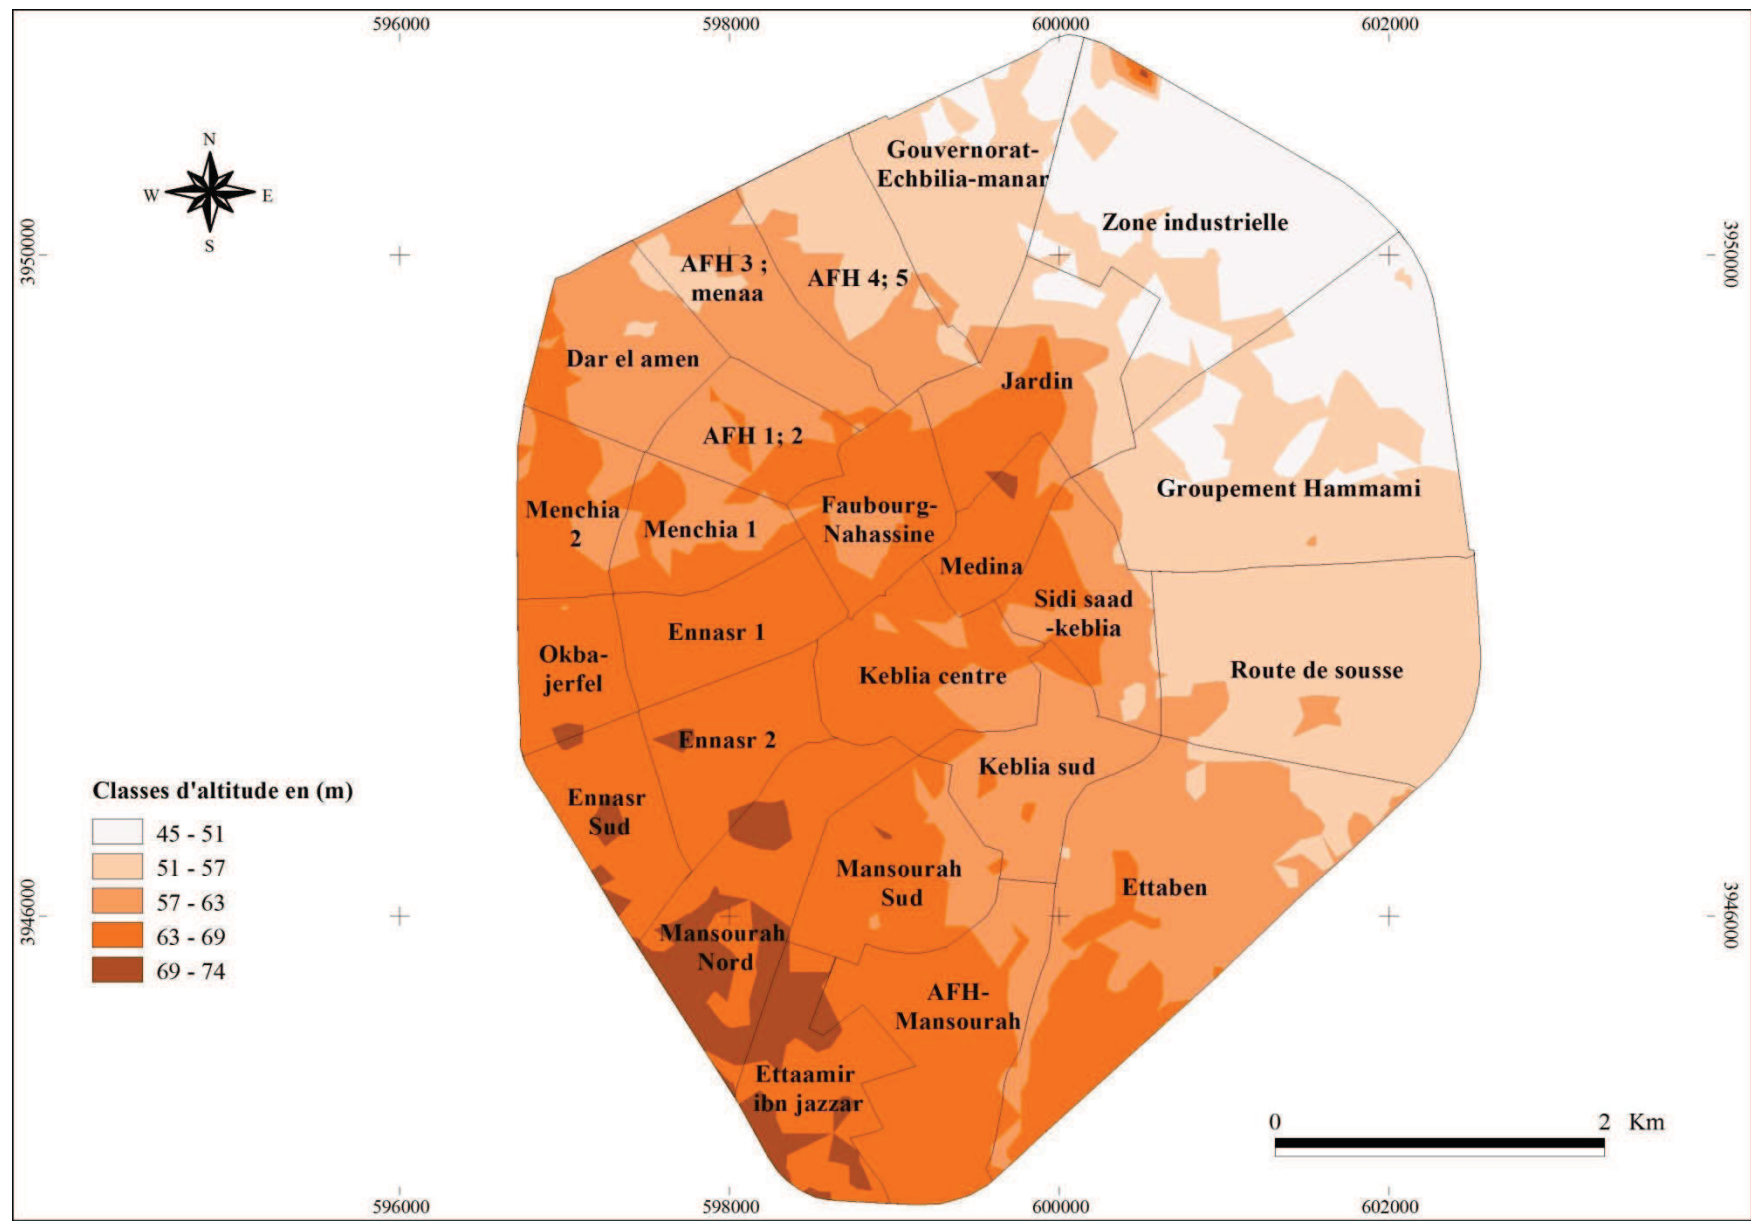 596000
598000
600000
602000
N
W
E
S
3950000
3950000
Gouvernorat-
Echbilia-manar
Zone industrielle
AFH 3 ;
menaa
AFH 4; 5
Dar el amen
Jardin
AFH 1; 2
Groupement Hammami
Menchia
2
Menchia 1
Faubourg-
Nahassine
Medina
Sidi saad
-keblia
Ennasr 1
Okba-
jerfel
Keblia centre
Route de sousse
Ennasr 2
Keblia sud
Ennasr
Sud
Mansourah
Sud
Ettaben
Mansourah
Nord
AFH-
Mansourah
Ettaamir
ibn jazzar
Classes d'altitude en (m)
45 - 51
51 - 57
57 - 63
63 - 69
69 - 74
3946000
3946000
0
2
Km
596000
598000
600000
602000